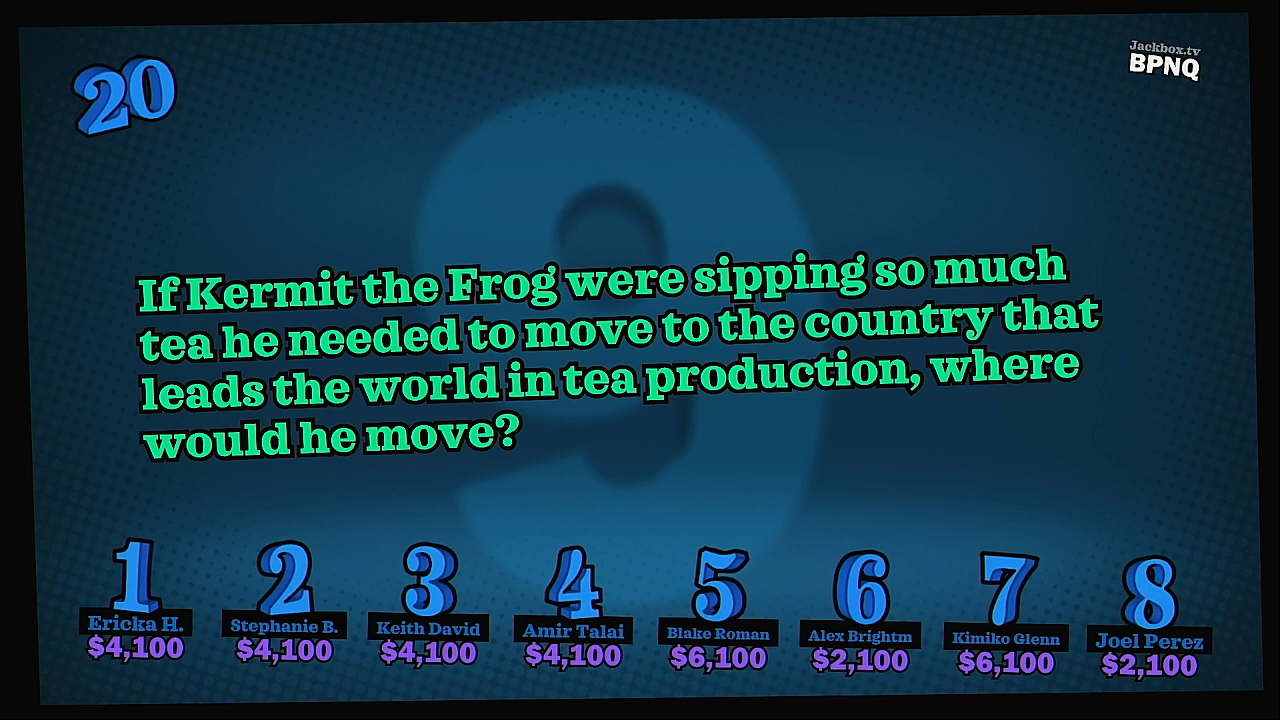 20
Jackbox.tv
BPNQ
9
If Kermit the Frog were sipping so much
tea he needed to move to the country that
leads the world in tea production, where
would he move?
1 2 3 4 5 6 7 8
Ericka H. Stephanie B. Keith David Amir Talai Blake Roman Alex Brightm Kimiko Glenn Joel Perez
$4,100 $4,100 $4,100 $4,100 $6,100 $2,100 $6,100 $2,100